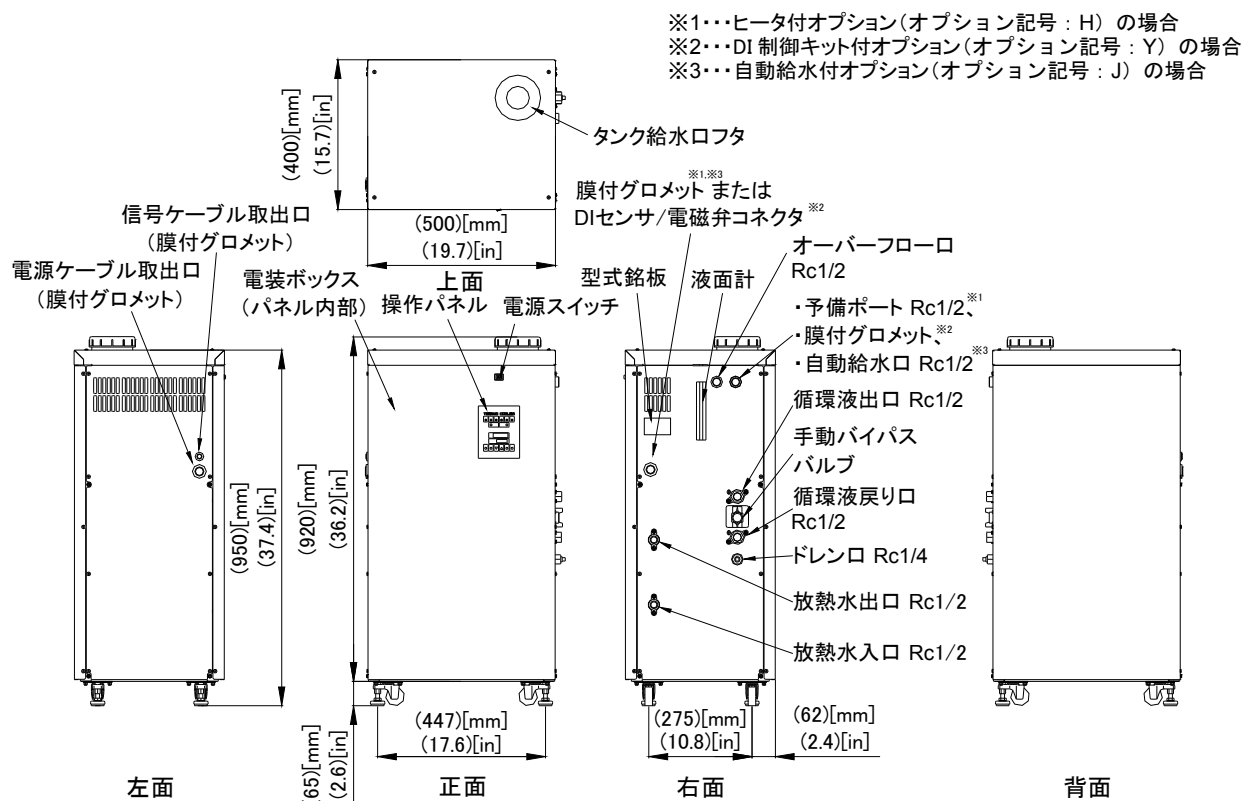 ※1･･･ヒータ付オプション(オプション記号：H) の場合
※2･･･DI 制御キット付オプション(オプション記号：Y) の場合
※3･･･自動給水付オプション(オプション記号：J) の場合
(400)[mm]
(15.7)[in]
タンク給水口フタ
(500)[mm]
(19.7)[in]
上面
膜付グロメット※1,※3 または
DIセンサ/電磁弁コネクタ※2
信号ケーブル取出口
(膜付グロメット)
電源ケーブル取出口
(膜付グロメット)
電装ボックス
(パネル内部)
操作パネル
電源スイッチ
型式銘板
液面計
オーバーフロー口
Rc1/2
・予備ポート Rc1/2※1、
・膜付グロメット、※2
・自動給水口 Rc1/2※3
循環液出口 Rc1/2
手動バイパス
バルブ
循環液戻り口
Rc1/2
ドレン口 Rc1/4
放熱水出口 Rc1/2
放熱水入口 Rc1/2
(950)[mm]
(37.4)[in]
(920)[mm]
(36.2)[in]
(65)[mm]
(2.6)[in]
(447)[mm]
(17.6)[in]
(275)[mm]
(10.8)[in]
(62)[mm]
(2.4)[in]
左面
正面
右面
背面